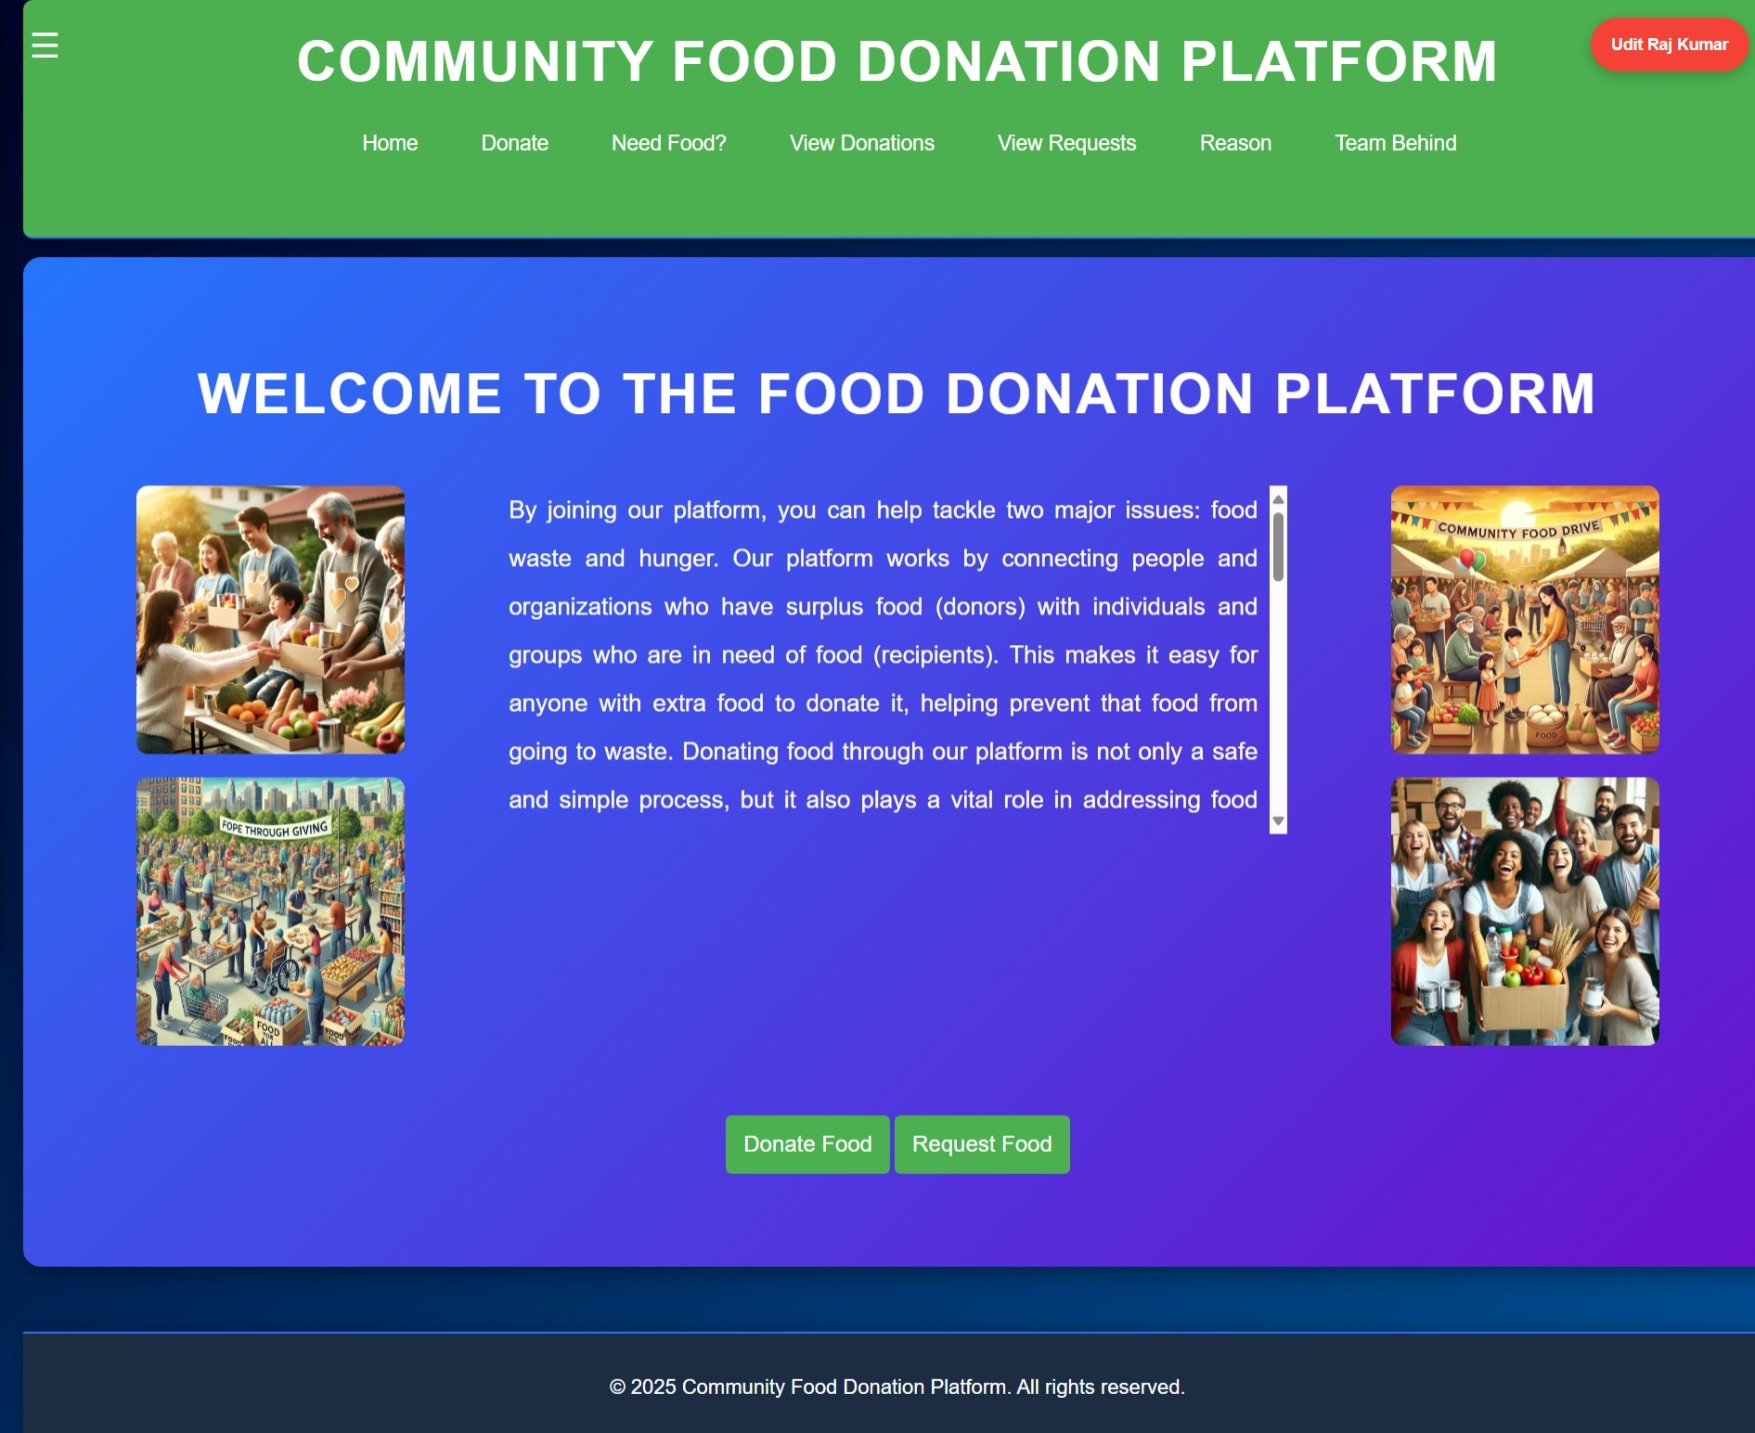 COMMUNITY FOOD DONATION PLATFORM
Udit Raj Kumar
Home Donate Need Food? View Donations View Requests Reason Team Behind
WELCOME TO THE FOOD DONATION PLATFORM
By joining our platform, you can help tackle two major issues: food
waste and hunger. Our platform works by connecting people and
organizations who have surplus food (donors) with individuals and
groups who are in need of food (recipients). This makes it easy for
anyone with extra food to donate it, helping prevent that food from
going to waste. Donating food through our platform is not only a safe
and simple process, but it also plays a vital role in addressing food
COMMUNITY FOOD DRIVE
FOOD
FOPE THROUGH GIVING
FOOD
FOR
ALL
Donate Food Request Food
© 2025 Community Food Donation Platform. All rights reserved.